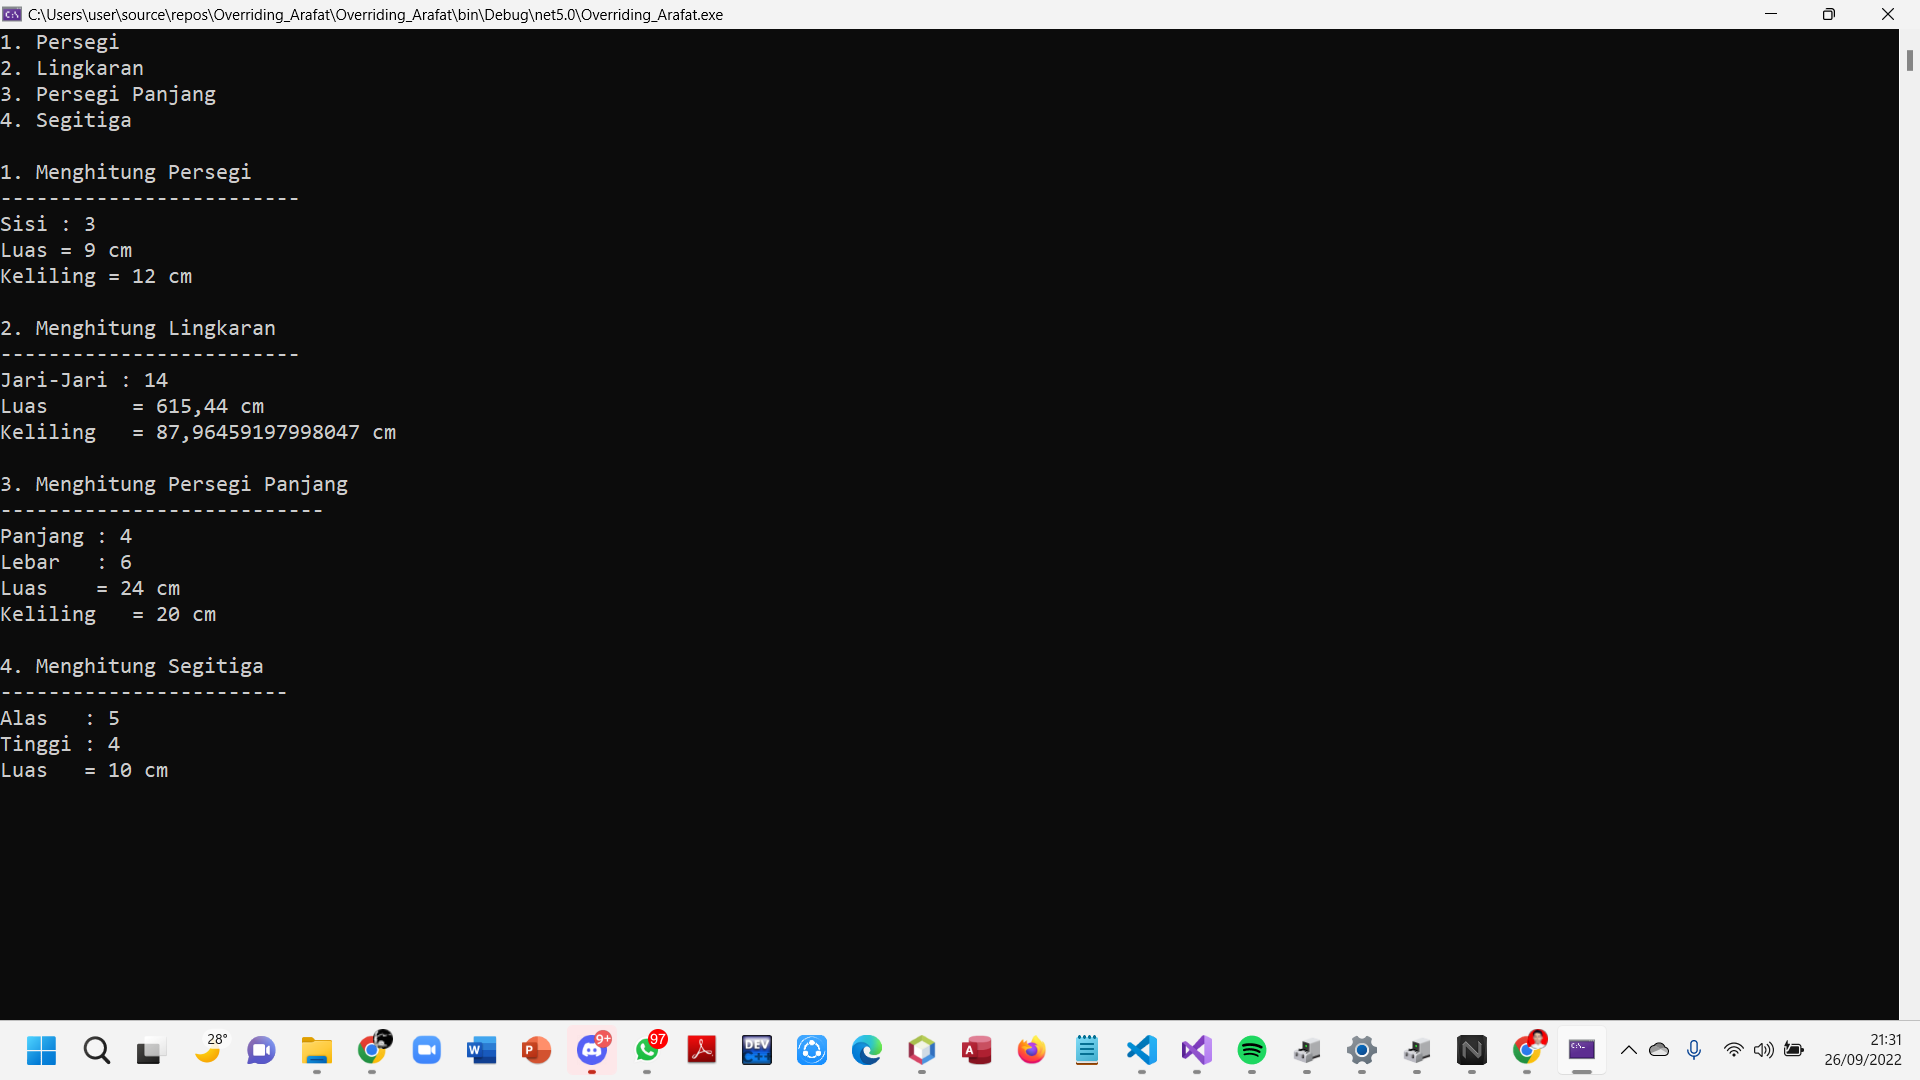 C:\Users\user\source\repos\Overriding_Arafat\Overriding_Arafat\bin\Debug\net5.0\Overriding_Arafat.exe
1. Persegi
2. Lingkaran
3. Persegi Panjang
4. Segitiga
1. Menghitung Persegi
-------------------------
Sisi : 3
Luas = 9 cm
Keliling = 12 cm
2. Menghitung Lingkaran
-------------------------
Jari-Jari : 14
Luas       = 615,44 cm
Keliling   = 87,96459197998047 cm
3. Menghitung Persegi Panjang
---------------------------
Panjang : 4
Lebar   : 6
Luas    = 24 cm
Keliling   = 20 cm
4. Menghitung Segitiga
------------------------
Alas   : 5
Tinggi : 4
Luas   = 10 cm
28°
9+
97
DEV
C++
21:31
26/09/2022